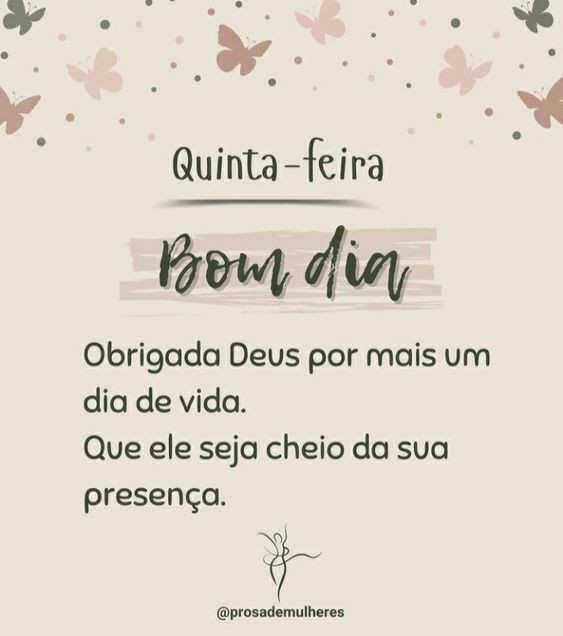 Quinta-feira
Bom dia
Obrigada Deus por mais um
dia de vida.
Que ele seja cheio da sua
presença.
@prosademulheres